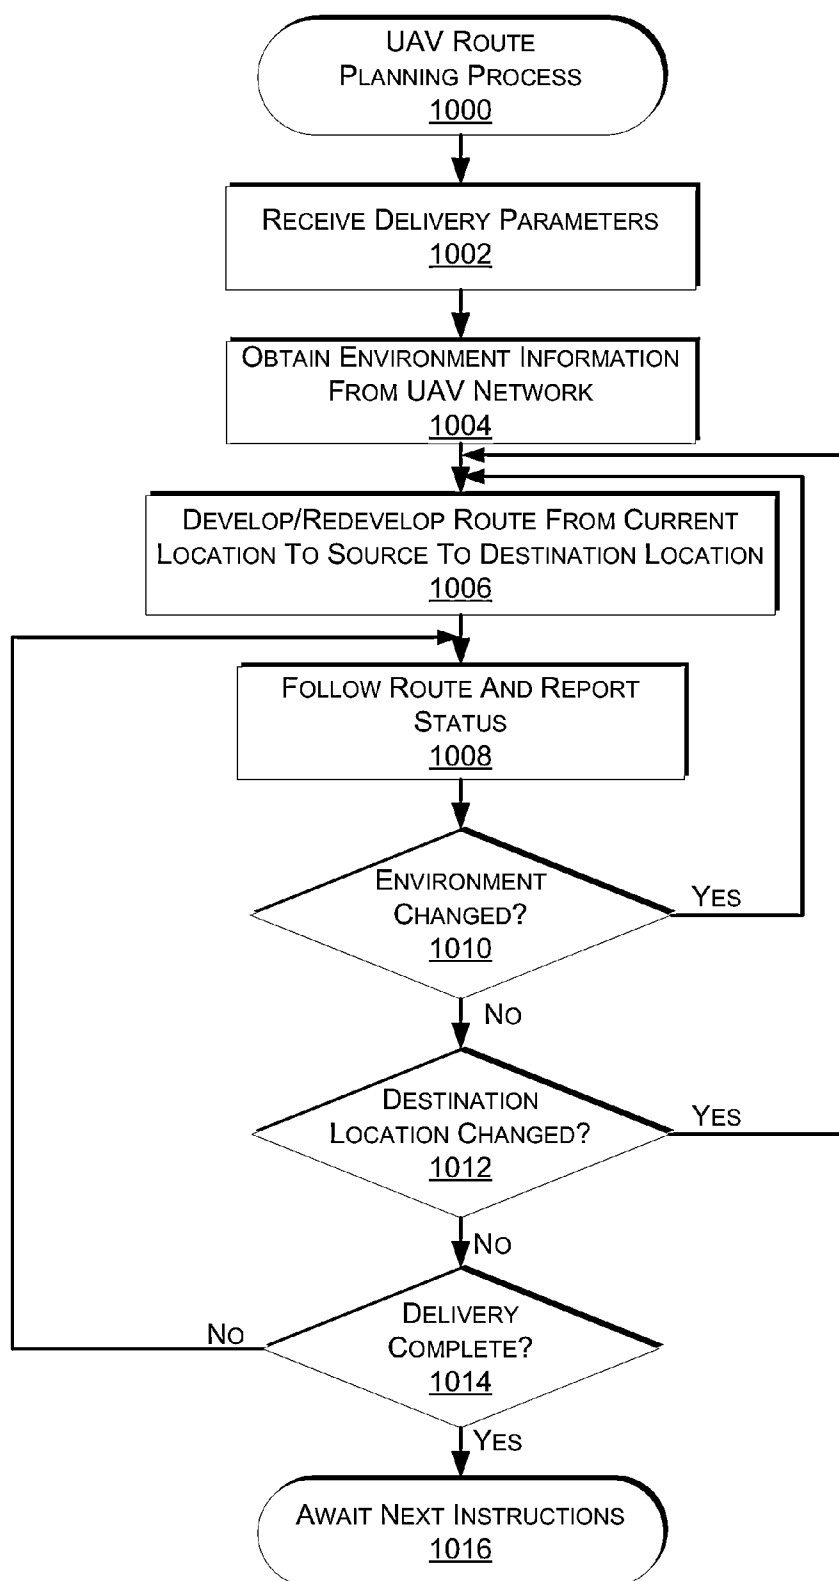 UAV ROUTE
PLANNING PROCESS
1000
RECEIVE DELIVERY PARAMETERS
1002
OBTAIN ENVIRONMENT INFORMATION
FROM UAV NETWORK
1004
DEVELOP/REDEVELOP ROUTE FROM CURRENT
LOCATION TO SOURCE TO DESTINATION LOCATION
1006
FOLLOW ROUTE AND REPORT
STATUS
1008
ENVIRONMENT
CHANGED?
1010
YES
NO
DESTINATION
LOCATION CHANGED?
1012
YES
NO
DELIVERY
COMPLETE?
1014
NO
YES
AWAIT NEXT INSTRUCTIONS
1016